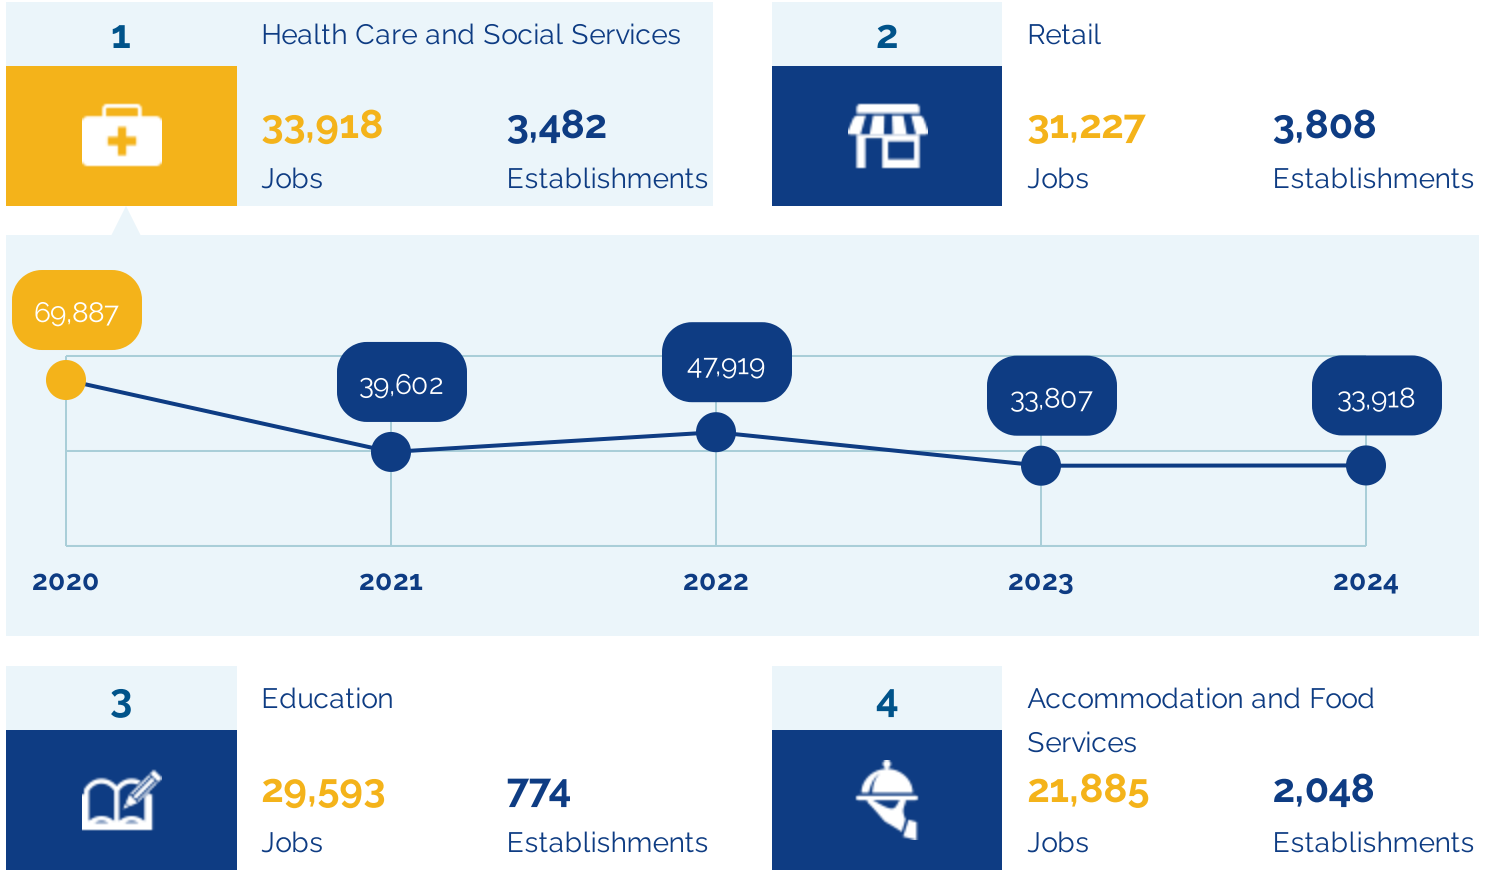 1
Health Care and Social Services
33,918
3,482
Jobs
Establishments
2
Retail
31,227
3,808
Jobs
Establishments
69,887
39,602
47,919
33,807
33,918
2020
2021
2022
2023
2024
3
Education
29,593
774
Jobs
Establishments
4
Accommodation and Food
Services
21,885
2,048
Jobs
Establishments